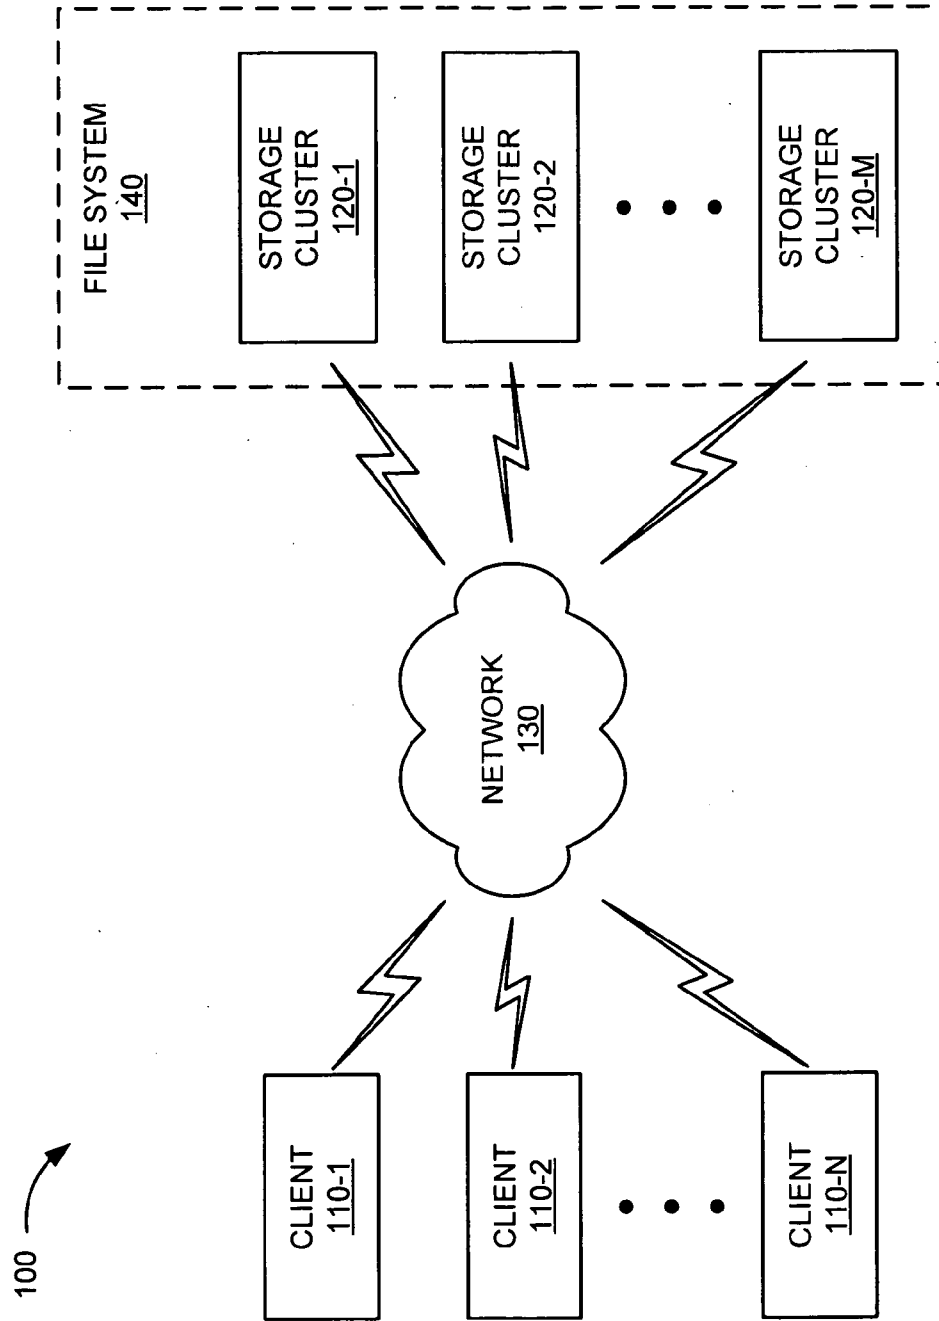 100
CLIENT
110-1
CLIENT
110-2
CLIENT
110-N
NETWORK
130
FILE SYSTEM
140
STORAGE
CLUSTER
120-1
STORAGE
CLUSTER
120-2
STORAGE
CLUSTER
120-M